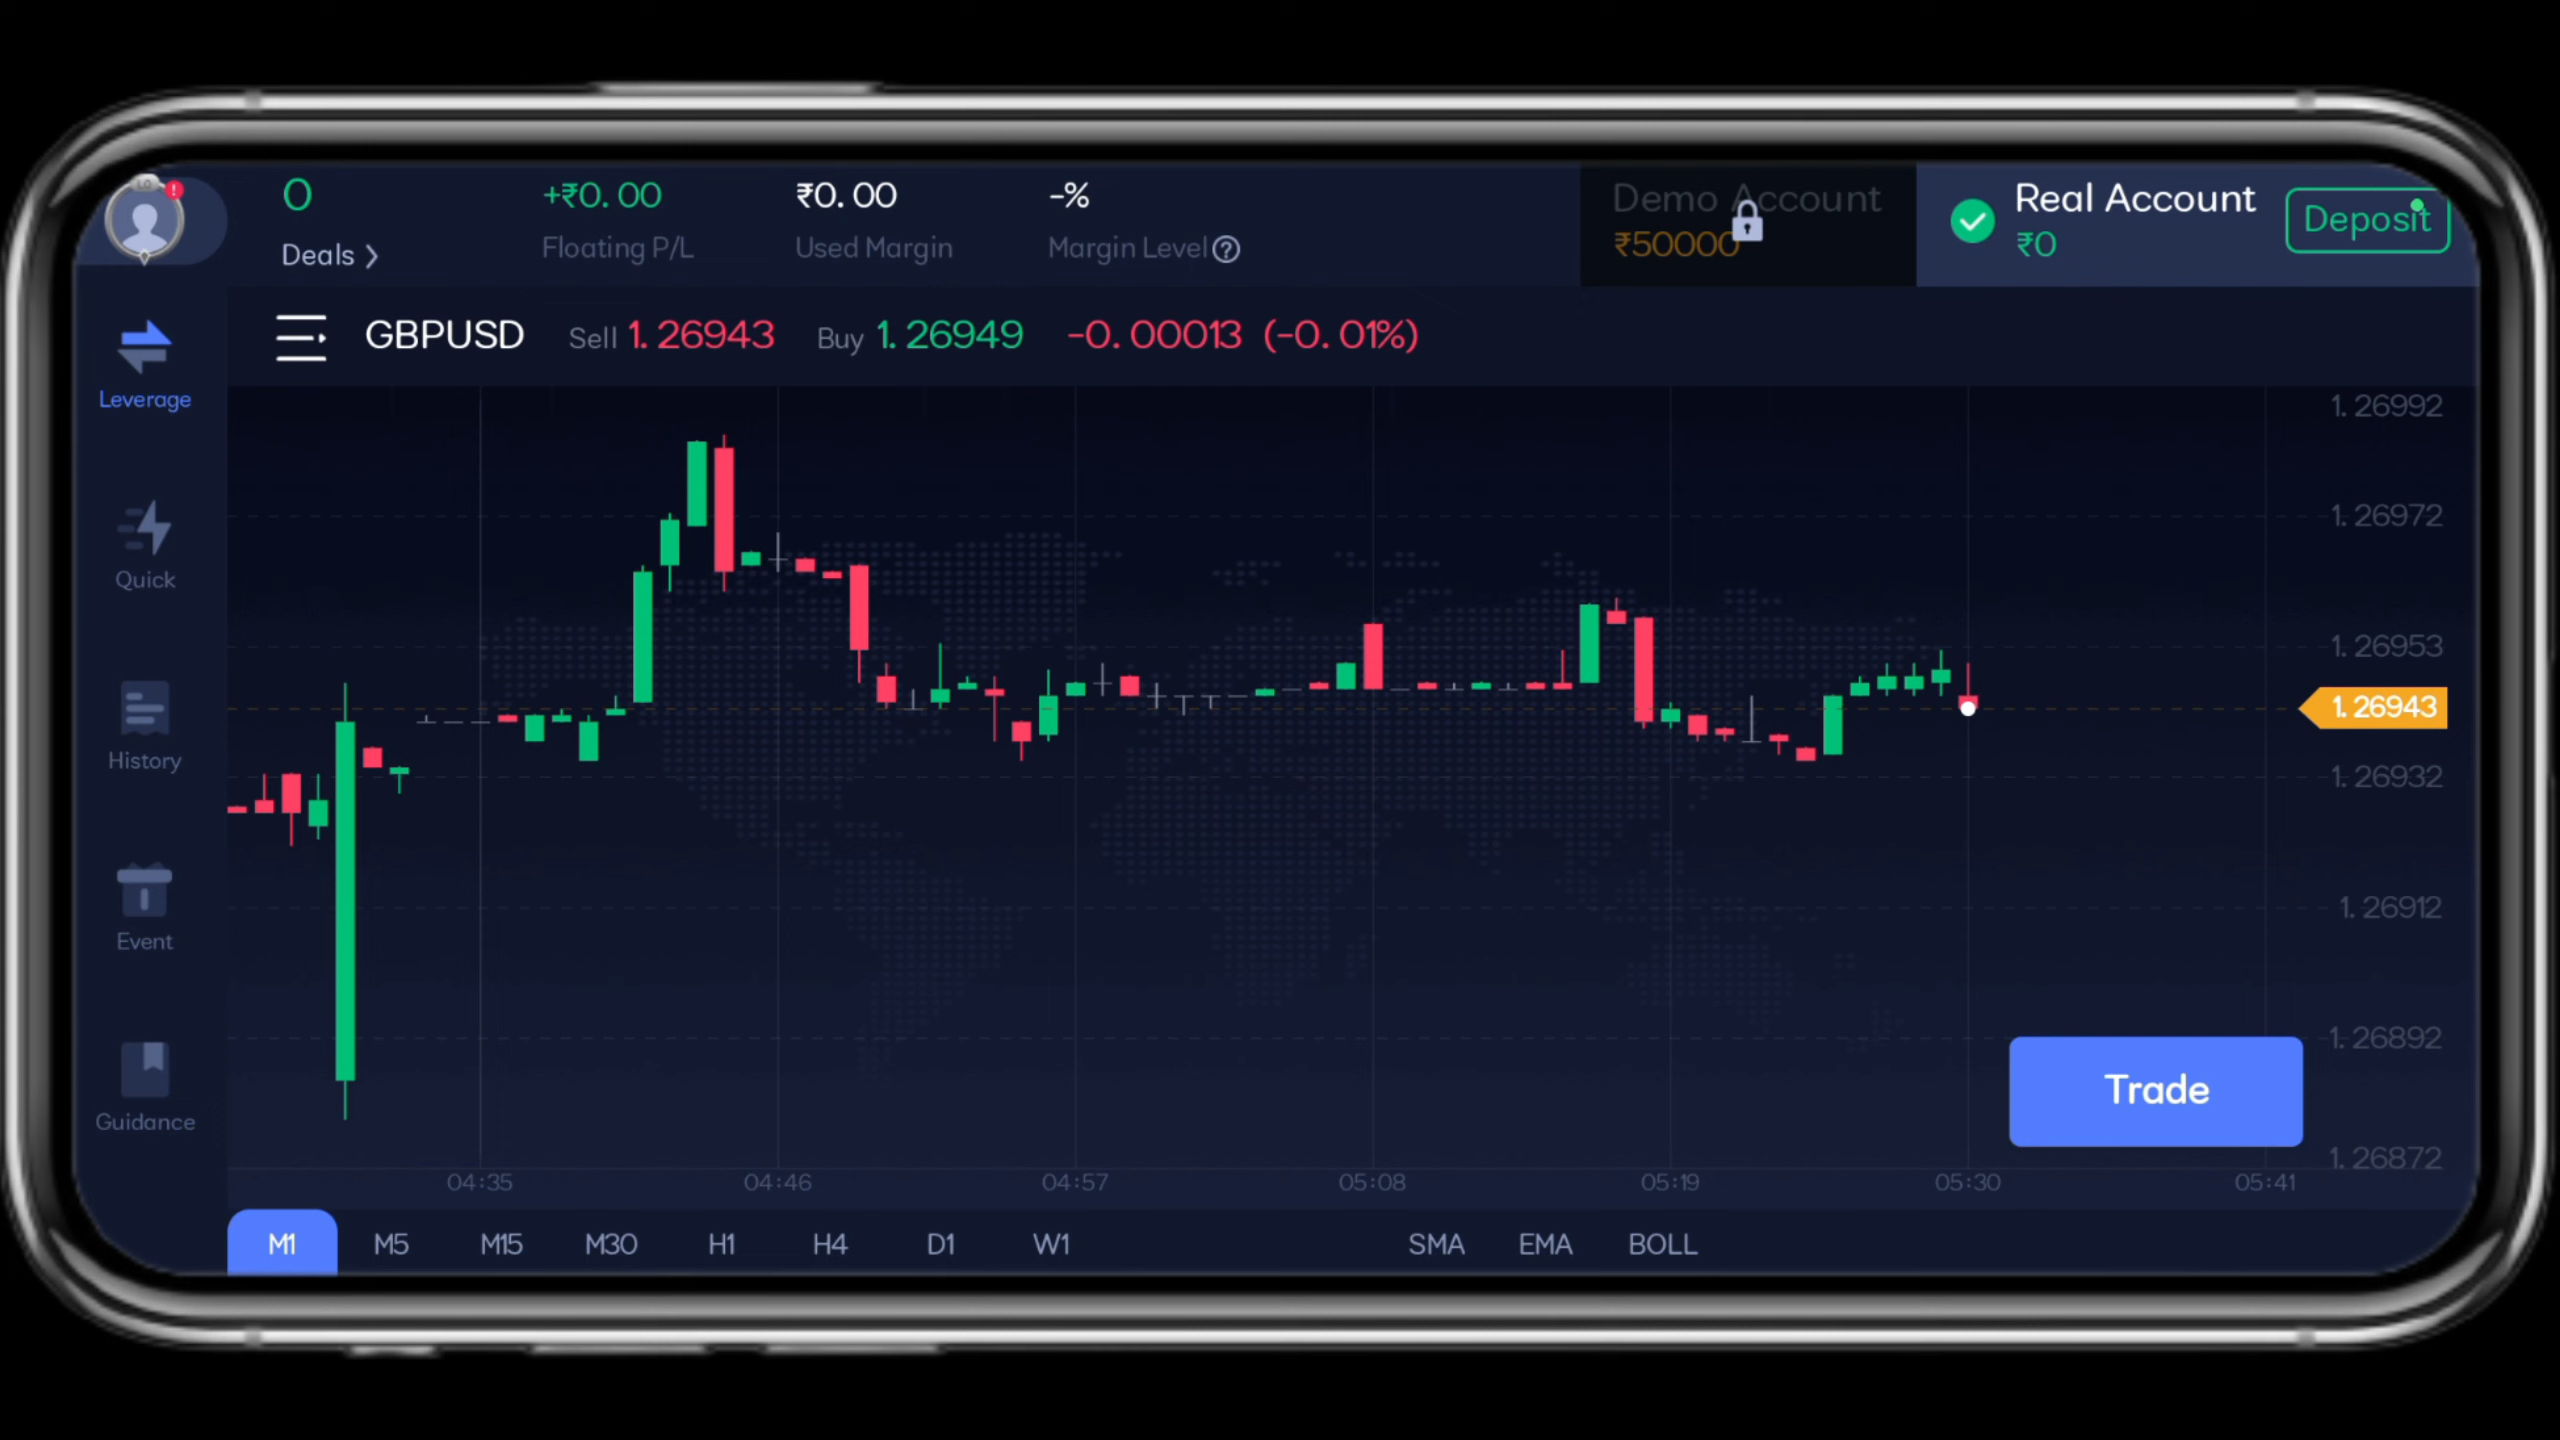 0 +₹0.00 ₹0.00 -%
Deals > Floating P/L Used Margin Margin Level ?
Demo Account
₹50000
Real Account
₹0
Deposit
GBPUSD Sell 1.26943 Buy 1.26949 -0.00013 (-0.01%)
Leverage
Quick
History
Event
Guidance
1.26992
1.26972
1.26953
1.26943
1.26932
1.26912
1.26892
1.26872
Trade
04:35 04:46 04:57 05:08 05:19 05:30 05:41
M1 M5 M15 M30 H1 H4 D1 W1 SMA EMA BOLL